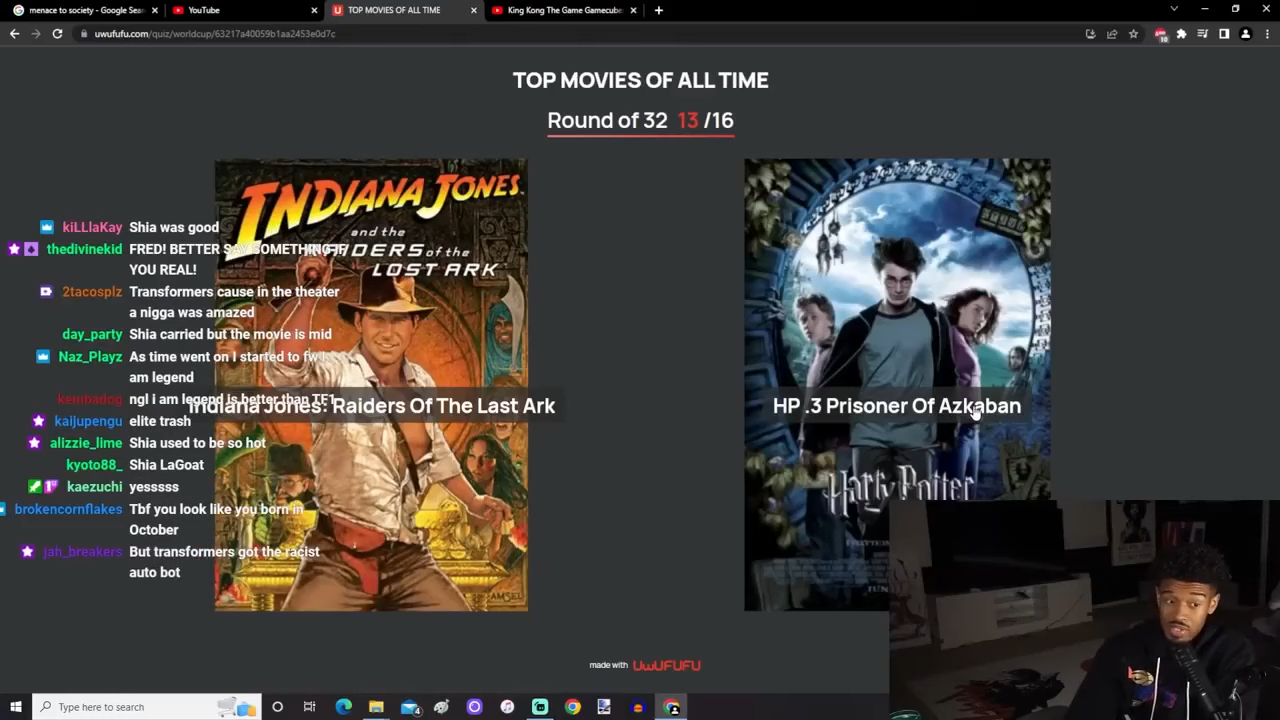 menace to society - Google Sea
YouTube
TOP MOVIES OF ALL TIME
King Kong The Game Gamecube
uwufufu.com/quiz/worldcup/63217a40059b1aa2453e0d7c
10
TOP MOVIES OF ALL TIME
Round of 32 13 /16
INDIANA JONES
and the
RAIDERS of the
LOST ARK
AMSEL
Indiana Jones: Raiders Of The Last Ark
HP .3 Prisoner Of Azkaban
Harry Potter
kiLLlaKay Shia was good
thedivinekid FRED! BETTER SAY SOMETHING IF
YOU REAL!
2tacosplz Transformers cause in the theater
a nigga was amazed
day_party Shia carried but the movie is mid
Naz_Playz As time went on I started to fw i
am legend
kembadog ngl i am legend is better than TF1
kaijupengu elite trash
alizzie_lime Shia used to be so hot
kyoto88_ Shia LaGoat
kaezuchi yesssss
brokencornflakes Tbf you look like you born in
October
jah_breakers But transformers got the racist
auto bot
made with UWUFUFU
Type here to search
4